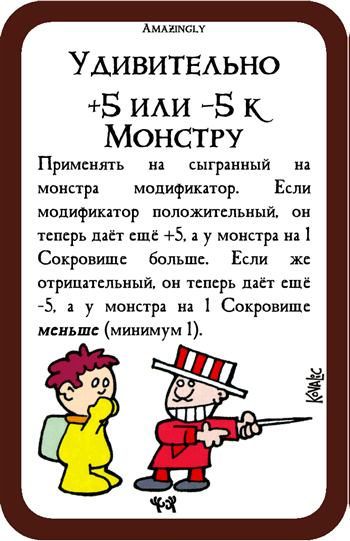 Amazingly
Удивительно
+5 или -5 к
Монстру
Применять на сыгранный на
монстра модификатор. Если
модификатор положительный, он
теперь даёт ещё +5, а у монстра на 1
Сокровище больше. Если же
отрицательный, он теперь даёт ещё
-5, а у монстра на 1 Сокровище
меньше (минимум 1).
Kovalic